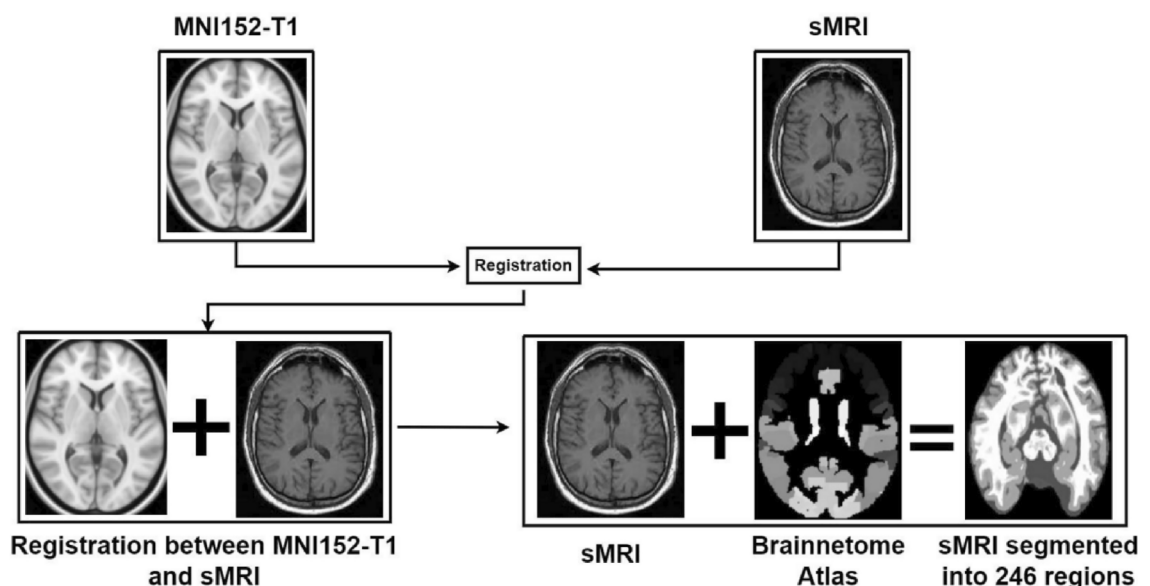 MNI152-T1
sMRI
Registration
Registration between MNI152-T1
and sMRI
sMRI
Brainnetome
Atlas
sMRI segmented
into 246 regions